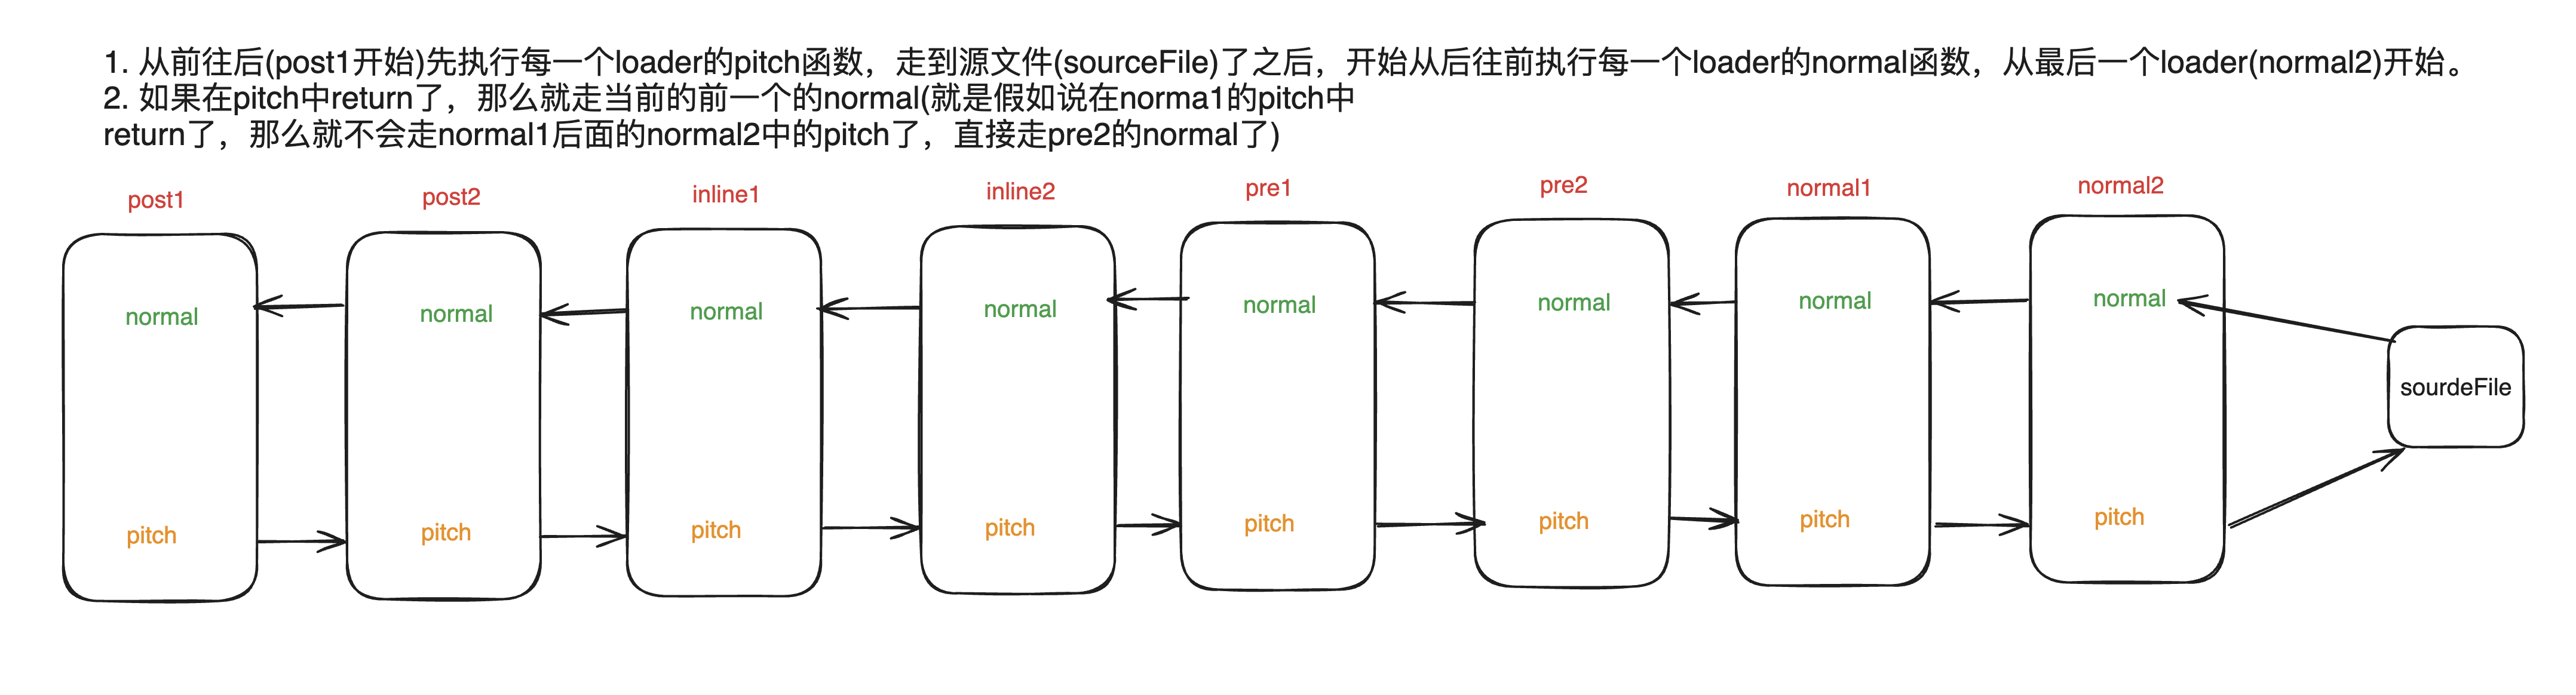 1. 从前往后(post1开始)先执行每一个loader的pitch函数，走到源文件(sourceFile)了之后，开始从后往前执行每一个loader的normal函数，从最后一个loader(normal2)开始。
2. 如果在pitch中return了，那么就走当前的前一个的normal(就是假如说在norma1的pitch中
return了，那么就不会走normal1后面的normal2中的pitch了，直接走pre2的normal了)
post1
post2
inline1
inline2
pre1
pre2
normal1
normal2
normal
normal
normal
normal
normal
normal
normal
normal
sourdeFile
pitch
pitch
pitch
pitch
pitch
pitch
pitch
pitch